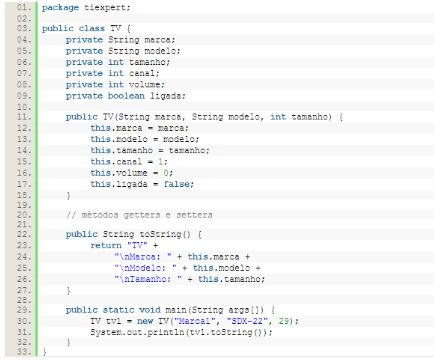 01. package tiexpert;
02.
03. public class TV {
04. private String marca;
05. private String modelo;
06. private int tamanho;
07. private int canal;
08. private int volume;
09. private boolean ligada;
10.
11. public TV(String marca, String modelo, int tamanho) {
12. this.marca = marca;
13. this.modelo = modelo;
14. this.tamanho = tamanho;
15. this.canal = 1;
16. this.volume = 0;
17. this.ligada = false;
18. }
19.
20. // métodos getters e setters
21.
22. public String toString() {
23. return "TV" +
24. "\nMarca: " + this.marca +
25. "\nModelo: " + this.modelo +
26. "\nTamanho: " + this.tamanho;
27. }
28.
29. public static void main(String args[]) {
30. TV tv1 = new TV("Marca1", "SDX-22", 29);
31. System.out.println(tv1.toString());
32. }
33. }